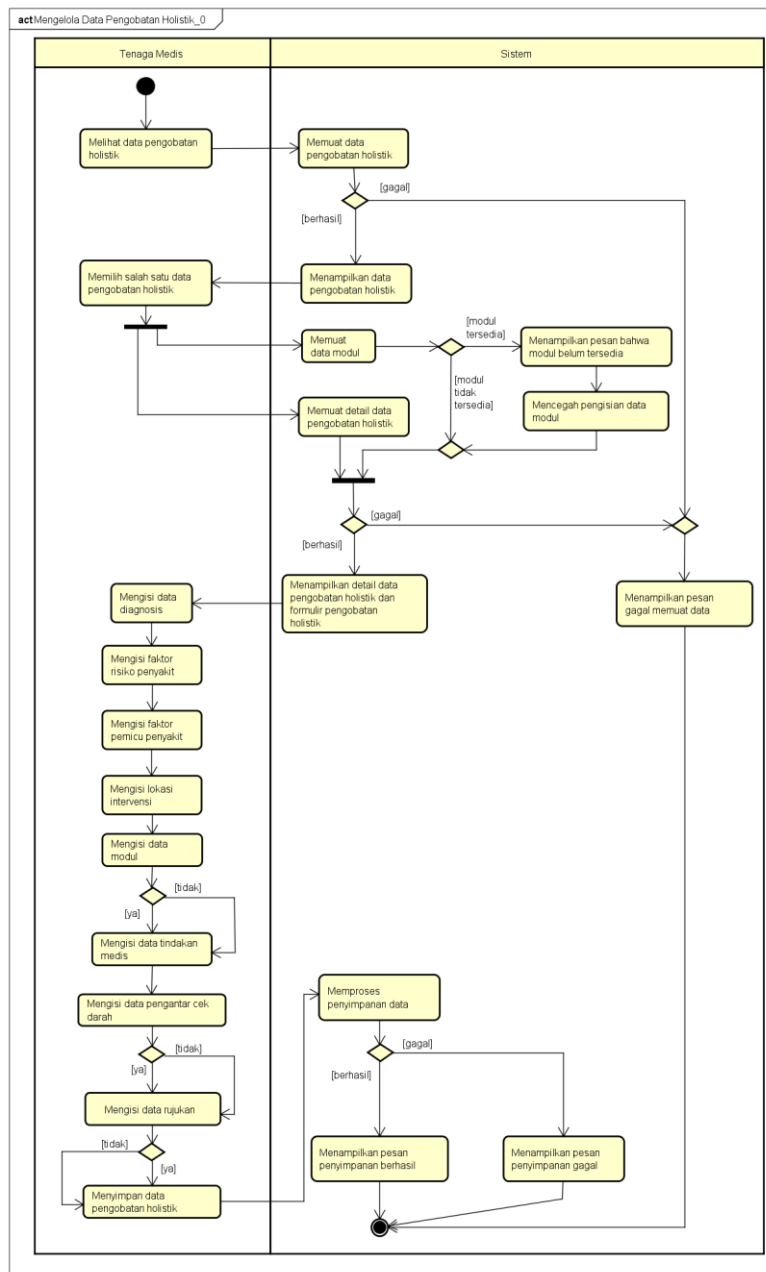 act Mengelola Data Pengobatan Holistik_0
Tenaga Medis
Sistem
Melihat data pengobatan
holistik
Memuat data
pengobatan holistik
[gagal]
[berhasil]
Memilih salah satu data
pengobatan holistik
Menampilkan data
pengobatan holistik
Memuat
data modul
[modul
tersedia]
Menampilkan pesan bahwa
modul belum tersedia
[modul
tidak
tersedia]
Mencegah pengisian data
modul
Memuat detail data
pengobatan holistik
[gagal]
[berhasil]
Menampilkan detail data
pengobatan holistik dan
formulir pengobatan
holistik
Menampilkan pesan
gagal memuat data
Mengisi data
diagnosis
Mengisi faktor
risiko penyakit
Mengisi faktor
pemicu penyakit
Mengisi lokasi
intervensi
Mengisi data
modul
[tidak]
[ya]
Mengisi data tindakan
medis
Mengisi data pengantar cek
darah
[tidak]
[ya]
Mengisi data rujukan
[tidak]
[ya]
Menyimpan data
pengobatan holistik
Memproses
penyimpanan data
[gagal]
[berhasil]
Menampilkan pesan
penyimpanan berhasil
Menampilkan pesan
penyimpanan gagal